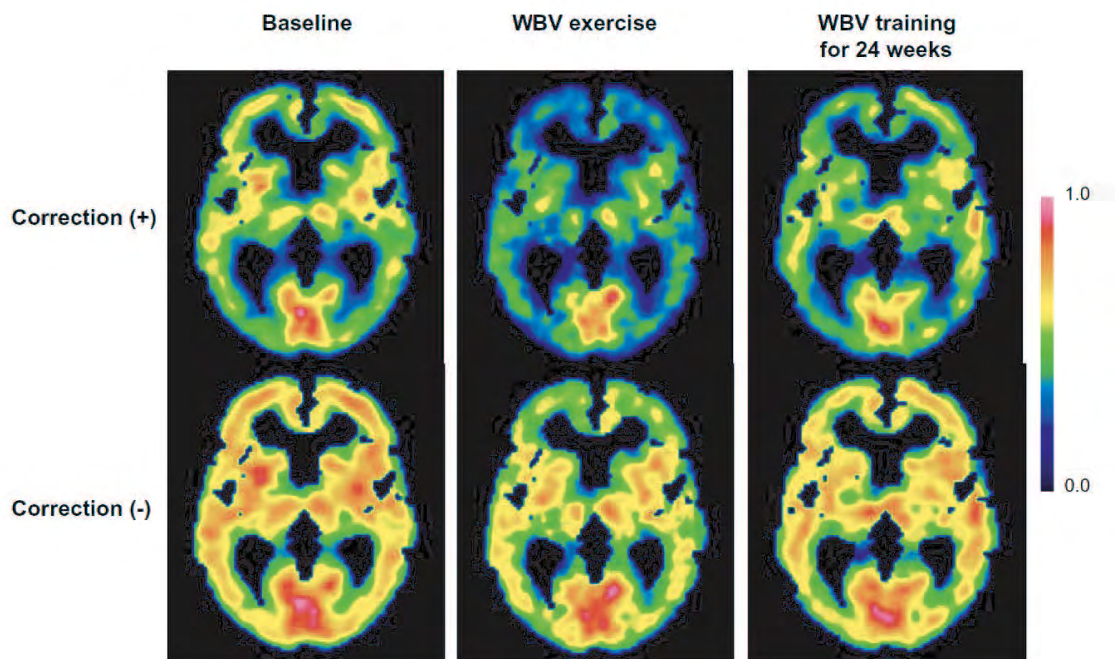 Baseline
WBV exercise
WBV training
for 24 weeks
Correction (+)
1.0
0.0
Correction (-)